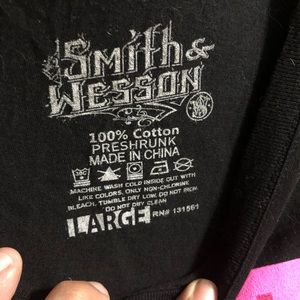 Smith &
WESSON
100% Cotton
PRESHRUNK
MADE IN CHINA
MACHINE WASH COLD INSIDE OUT WITH
LIKE COLORS, ONLY NON-CHLORINE
BLEACH, TUMBLE DRY LOW, DO NOT IRON
DO NOT DRY CLEAN
LARGE RN# 131561